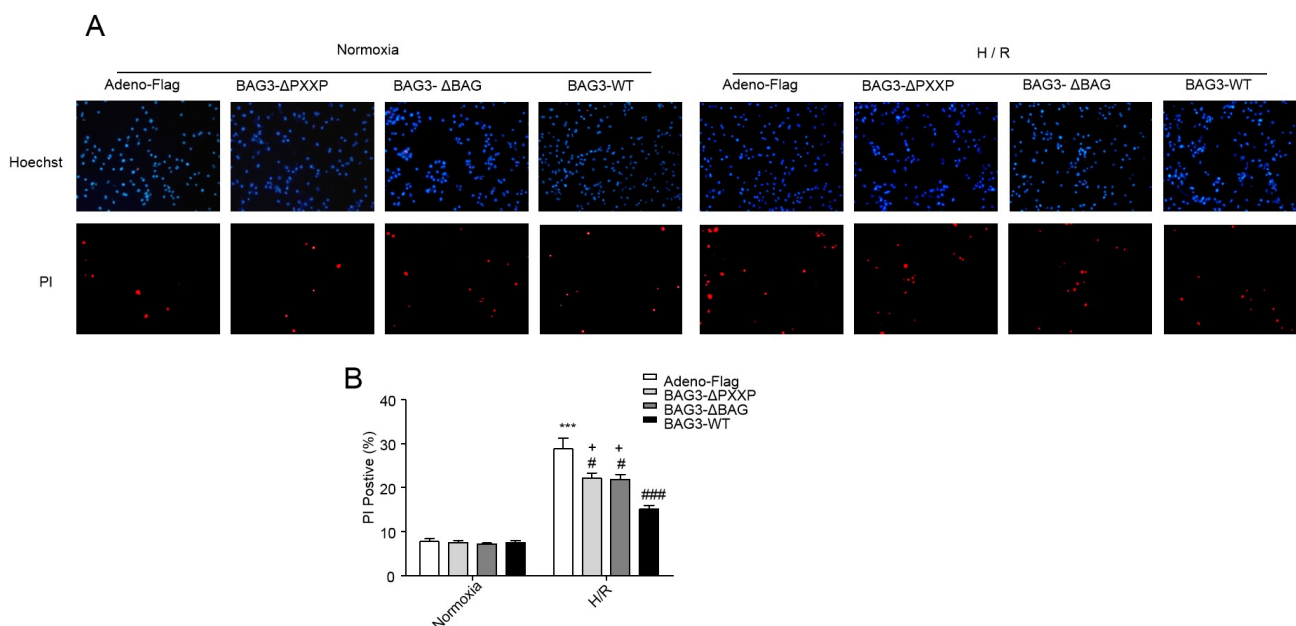 A
Normoxia
H / R
Adeno-Flag BAG3-ΔPXXP BAG3- ΔBAG BAG3-WT Adeno-Flag BAG3-ΔPXXP BAG3- ΔBAG BAG3-WT
Hoechst
PI
B
Adeno-Flag
BAG3-ΔPXXP
BAG3-ΔBAG
BAG3-WT
PI Postive (%)
40
30
20
10
0
***
+
#
+
#
###
Normoxia
H/R